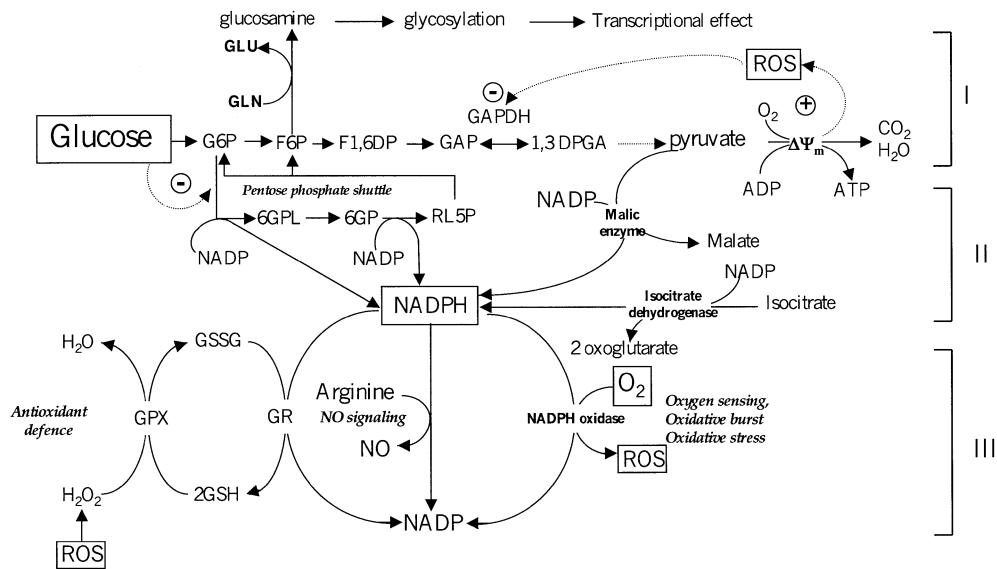 glucosamine glycosylation Transcriptional effect
GLU
ROS
I
GLN
−
GAPDH
O₂ +
Glucose G6P F6P F1,6DP GAP 1,3 DPGA pyruvate ΔΨm CO₂
H₂O
− Pentose phosphate shuttle
ADP ATP
6GPL 6GP RL5P
NADP Malic
enzyme
Malate
II
NADP NADP
NADP
NADPH
Isocitrate
dehydrogenase
Isocitrate
2 oxoglutarate
H₂O GSSG
O₂
Arginine
NO signaling
Antioxidant
defence
GPX GR
NADPH oxidase
Oxygen sensing,
Oxidative burst
Oxidative stress
NO
ROS
III
H₂O₂ 2GSH
NADP
ROS